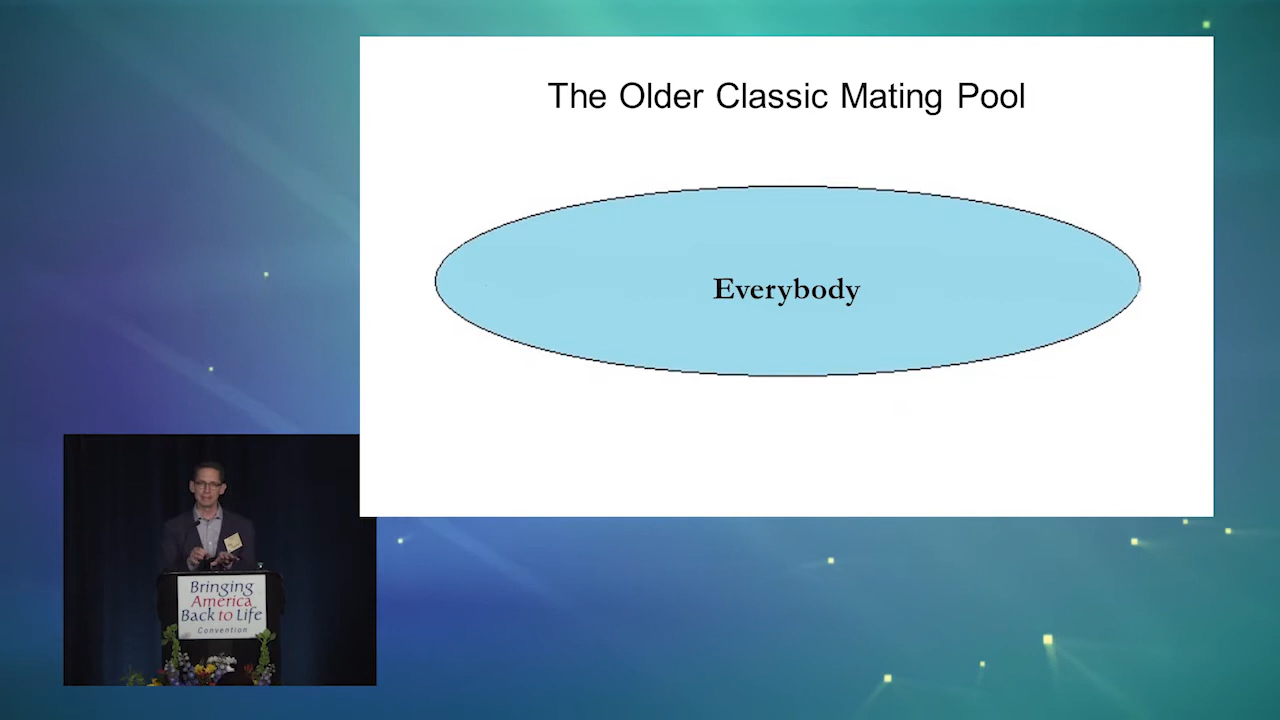 The Older Classic Mating Pool
Everybody
Bringing
America
Back to Life
Convention